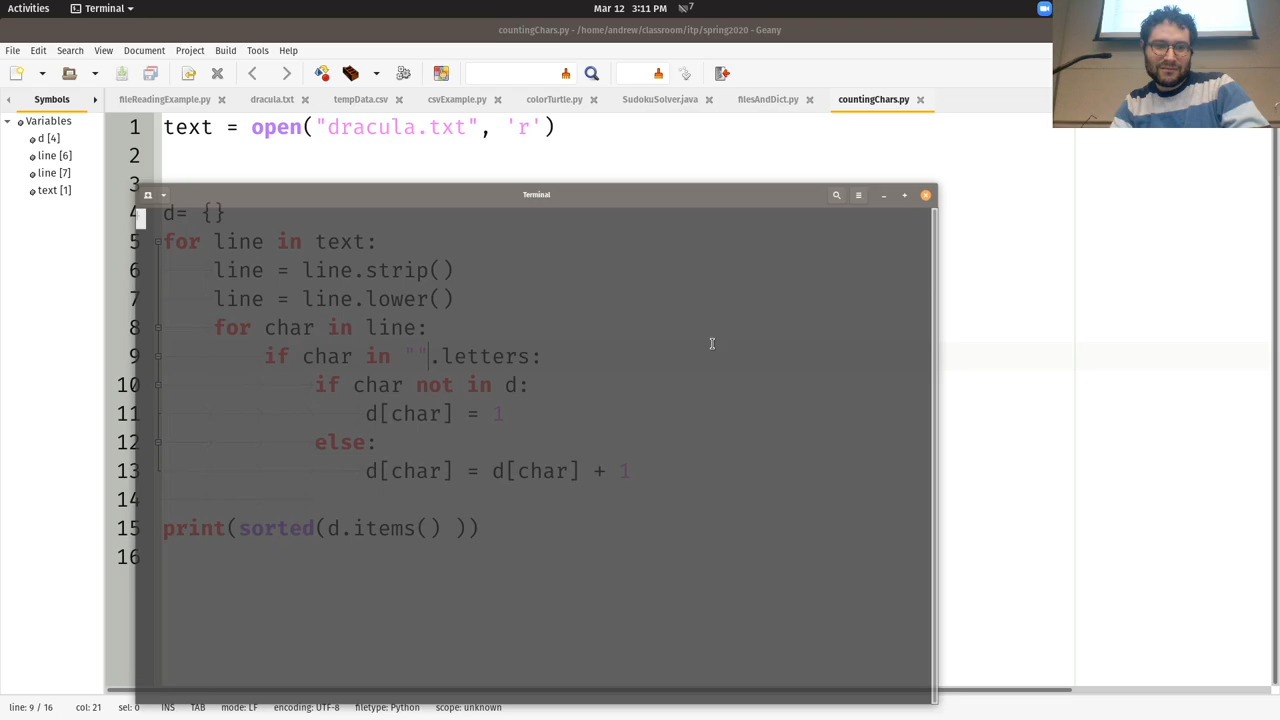 Activities Terminal Mar 12 3:11 PM 7
countingChars.py - /home/andrew/classroom/itp/spring2020 - Geany
File Edit Search View Document Project Build Tools Help
Symbols fileReadingExample.py dracula.txt tempData.csv csvExample.py colorTurtle.py SudokuSolver.java filesAndDict.py countingChars.py
Variables
d [4]
line [6]
line [7]
text [1]
1 text = open("dracula.txt", 'r')
2
3
Terminal
4 d= {}
5 for line in text:
6 line = line.strip()
7 line = line.lower()
8 for char in line:
9 if char in "".letters:
10 if char not in d:
11 d[char] = 1
12 else:
13 d[char] = d[char] + 1
14
15 print(sorted(d.items() ))
16
line: 9 / 16 col: 21 sel: 0 INS TAB mode: LF encoding: UTF-8 filetype: Python scope: unknown